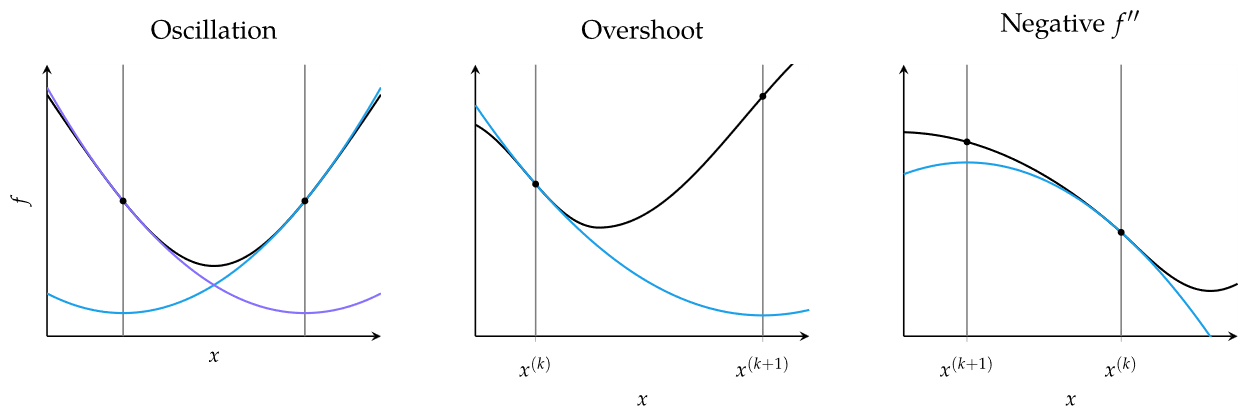 Oscillation
f
x
Overshoot
x^(k)
x^(k+1)
x
Negative f″
x^(k+1)
x^(k)
x